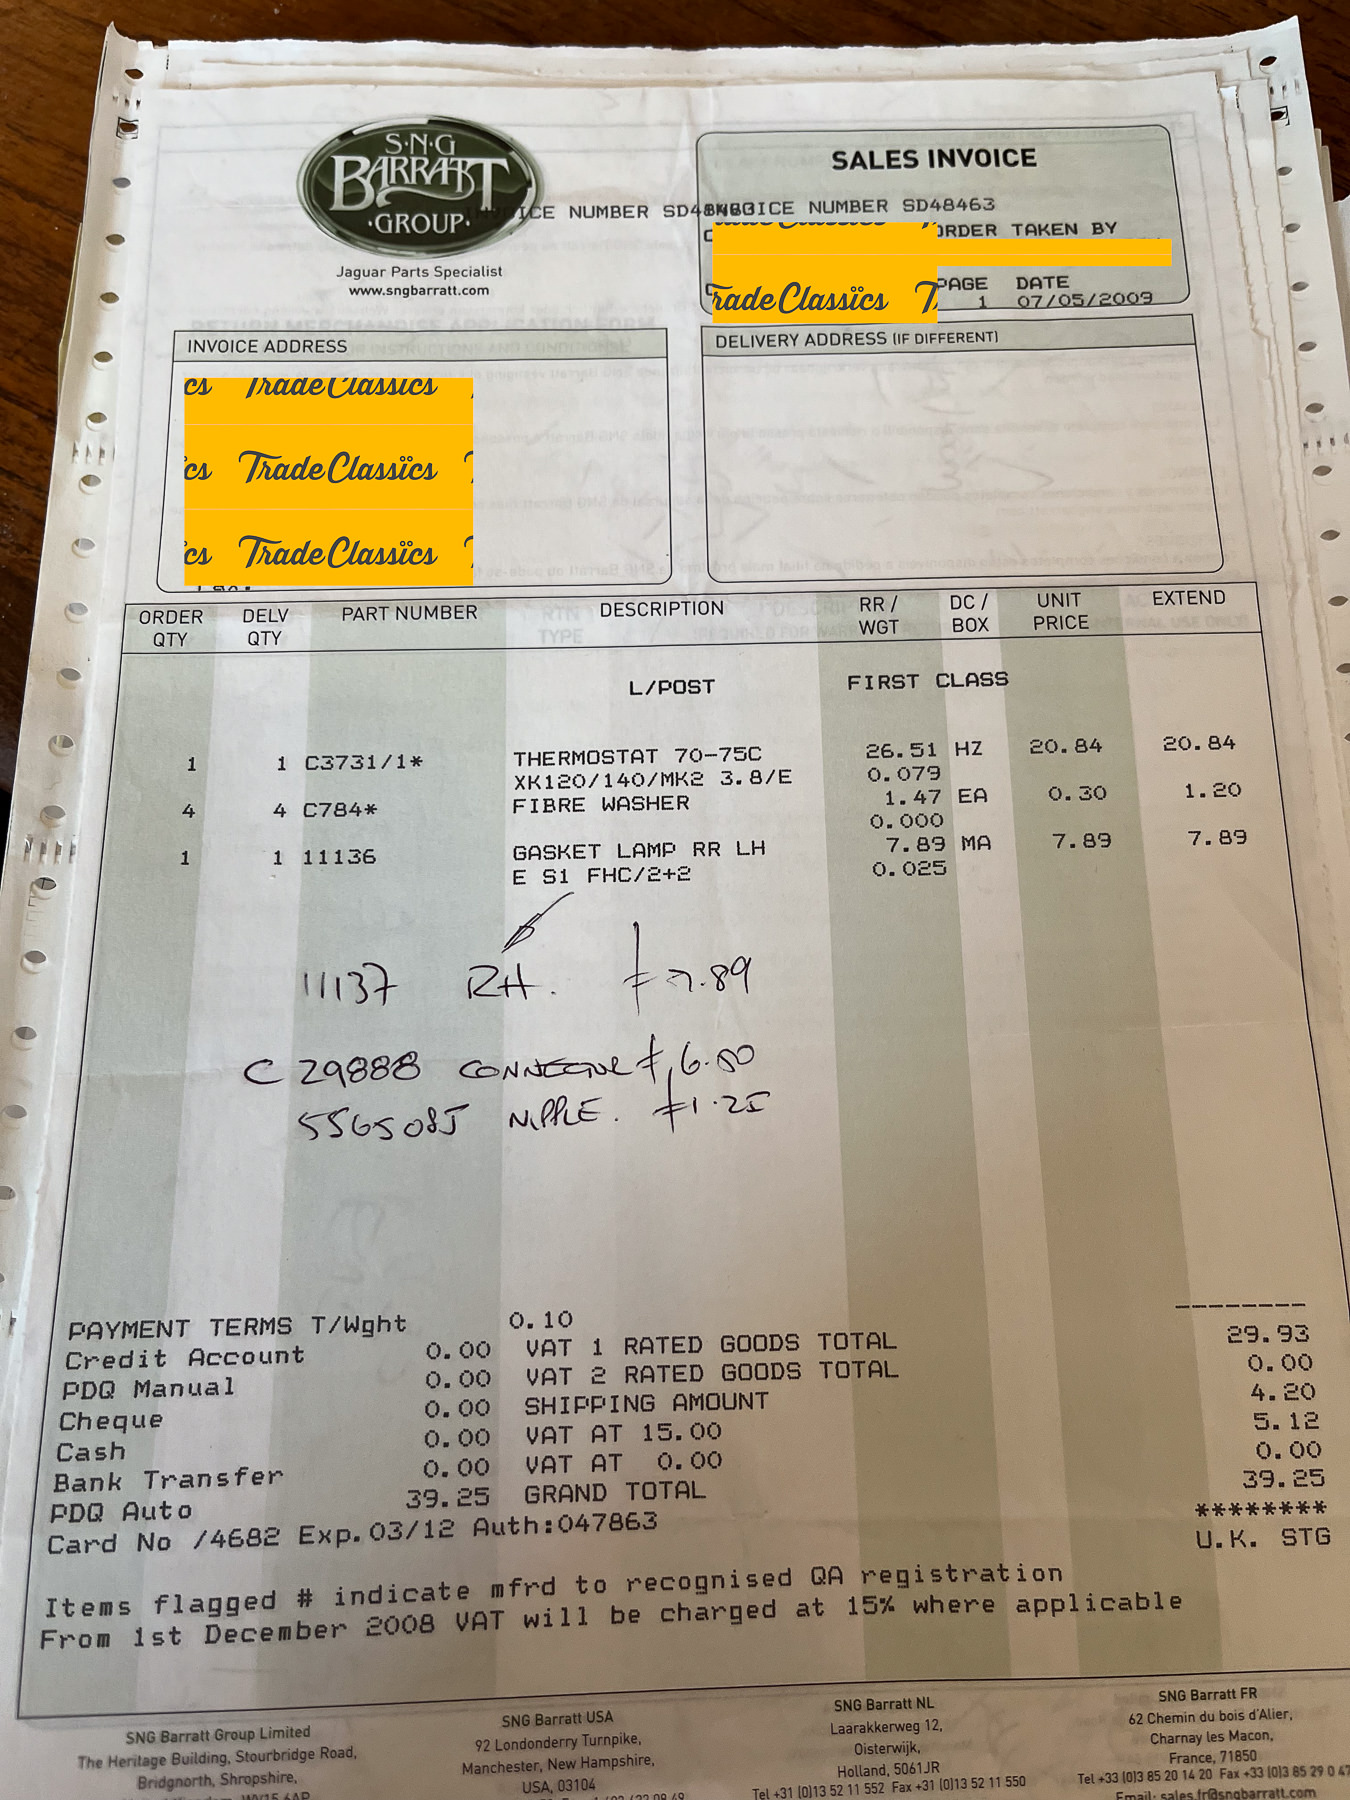 S·N·G
BARRATT
·GROUP·
Jaguar Parts Specialist
www.sngbarratt.com
SALES INVOICE
INVOICE NUMBER SD48463
ORDER TAKEN BY
PAGE DATE
1 07/05/2009
Trade Classics
INVOICE ADDRESS
DELIVERY ADDRESS (IF DIFFERENT)
Trade Classics
Trade Classics
Trade Classics
ORDER QTY DELV QTY PART NUMBER DESCRIPTION RR / WGT DC / BOX UNIT PRICE EXTEND
L/POST FIRST CLASS
1 1 C3731/1* THERMOSTAT 70-75C 26.51 HZ 20.84 20.84
XK120/140/MK2 3.8/E 0.079
4 4 C784* FIBRE WASHER 1.47 EA 0.30 1.20
0.000
1 1 11136 GASKET LAMP RR LH 7.89 MA 7.89 7.89
E S1 FHC/2+2 0.025
11137 RH. £7.89
C 29888 £6.80
NIPPLE. £1.25
PAYMENT TERMS T/Wght 0.10
Credit Account 0.00 VAT 1 RATED GOODS TOTAL 29.93
PDQ Manual 0.00 VAT 2 RATED GOODS TOTAL 0.00
Cheque 0.00 SHIPPING AMOUNT 4.20
Cash 0.00 VAT AT 15.00 5.12
Bank Transfer 0.00 VAT AT 0.00 0.00
PDQ Auto 39.25 GRAND TOTAL 39.25
Card No /4682 Exp.03/12 Auth:047863 ********
U.K. STG
Items flagged # indicate mfrd to recognised QA registration
From 1st December 2008 VAT will be charged at 15% where applicable
SNG Barratt Group Limited
The Heritage Building, Stourbridge Road,
Bridgnorth, Shropshire,
SNG Barratt USA
92 Londonderry Turnpike,
Manchester, New Hampshire,
USA, 03104
SNG Barratt NL
Laarakkerweg 12,
Oisterwijk,
Holland, 5061JR
Tel +31 (0)13 52 11 552 Fax +31 (0)13 52 11 550
SNG Barratt FR
62 Chemin du bois d'Alier,
Charnay les Macon,
France, 71850
Tel +33 (0)3 85 20 14 20 Fax +33 (0)3 85 29 0
Email: sales.fr@sngbarratt.com